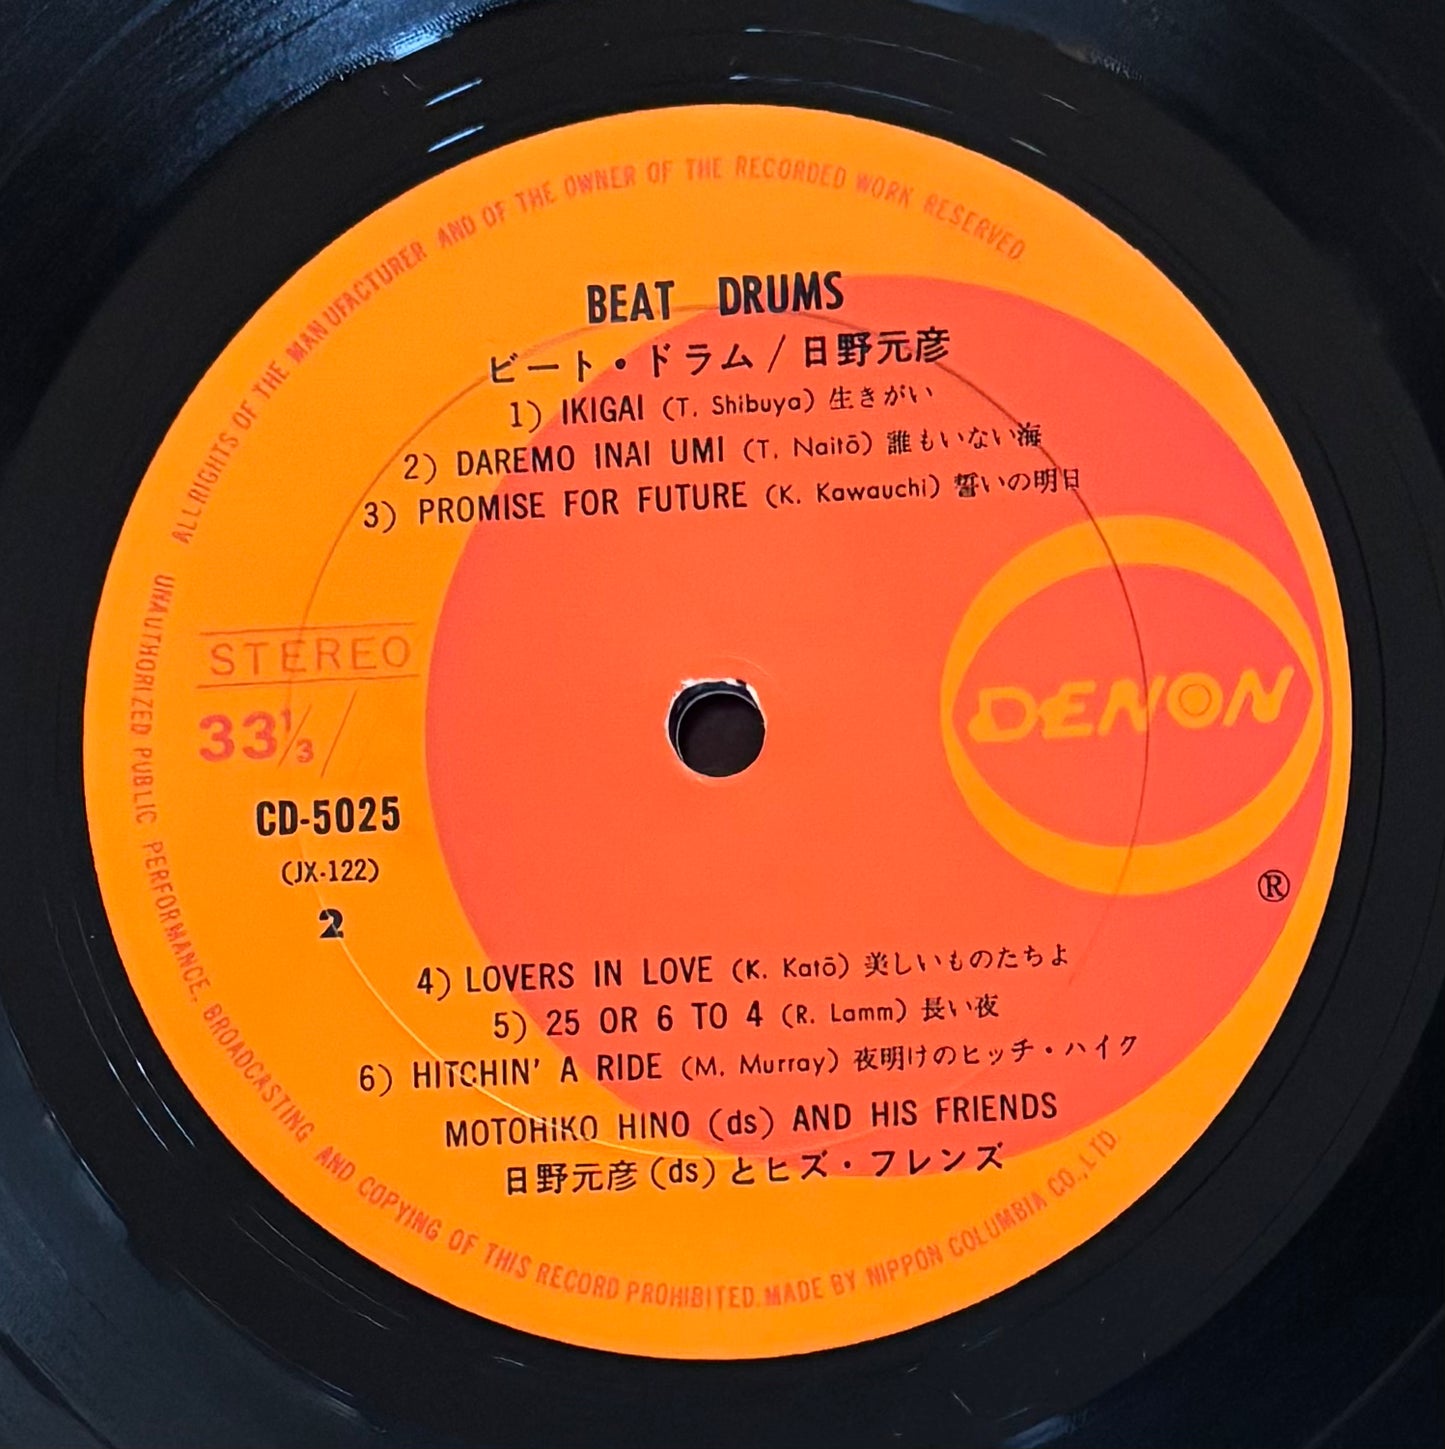 ALL RIGHTS OF THE MANUFACTURER AND OF THE OWNER OF THE RECORDED WORK RESERVED.
BEAT DRUMS
ビート・ドラム/日野元彦
1) IKIGAI (T. Shibuya) 生きがい
2) DAREMO INAI UMI (T. Naitō) 誰もいない海
3) PROMISE FOR FUTURE (K. Kawauchi) 誓いの明日
STEREO
33 1/3
DENON
CD-5025
(JX-122)
®
2
4) LOVERS IN LOVE (K. Katō) 美しいものたちよ
5) 25 OR 6 TO 4 (R. Lamm) 長い夜
6) HITCHIN' A RIDE (M. Murray) 夜明けのヒッチ・ハイク
MOTOHIKO HINO (ds) AND HIS FRIENDS
日野元彦(ds)とヒズ・フレンズ
UNAUTHORIZED PUBLIC PERFORMANCE, BROADCASTING AND COPYING OF THIS RECORD PROHIBITED. MADE BY NIPPON COLUMBIA CO., LTD.